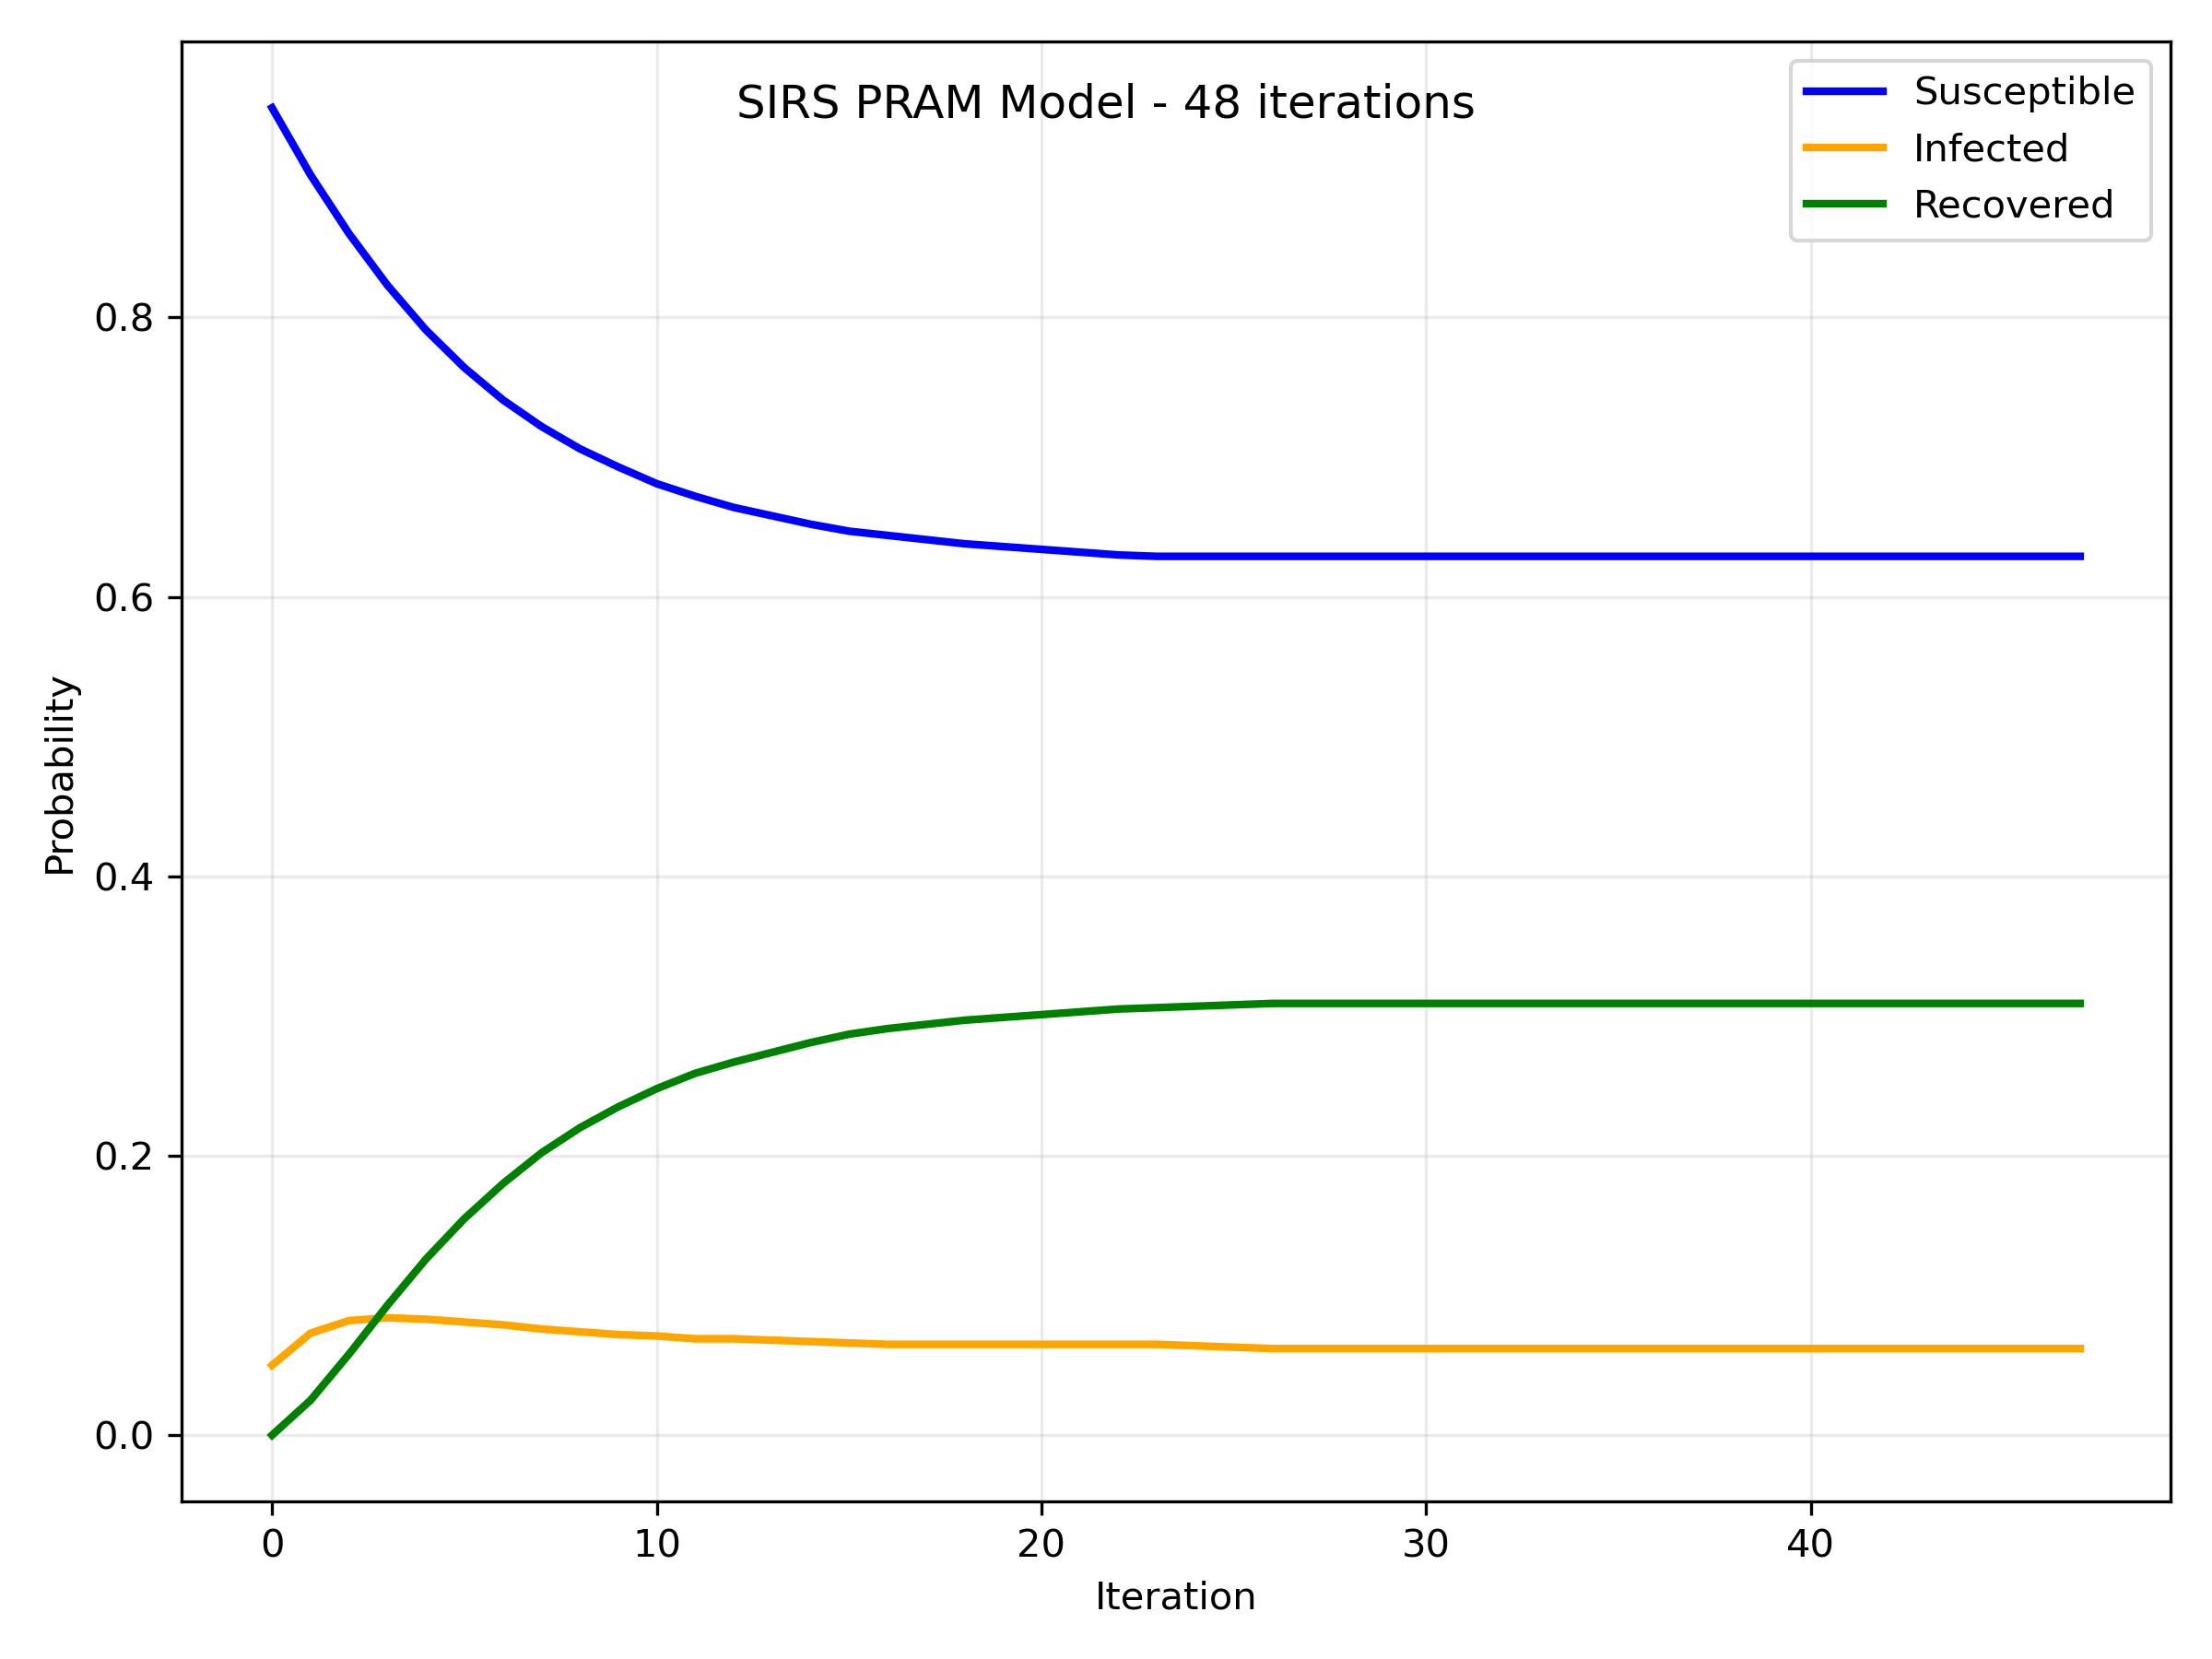 SIRS PRAM Model - 48 iterations
Susceptible
Infected
Recovered
Probability
0.8
0.6
0.4
0.2
0.0
0 10 20 30 40
Iteration